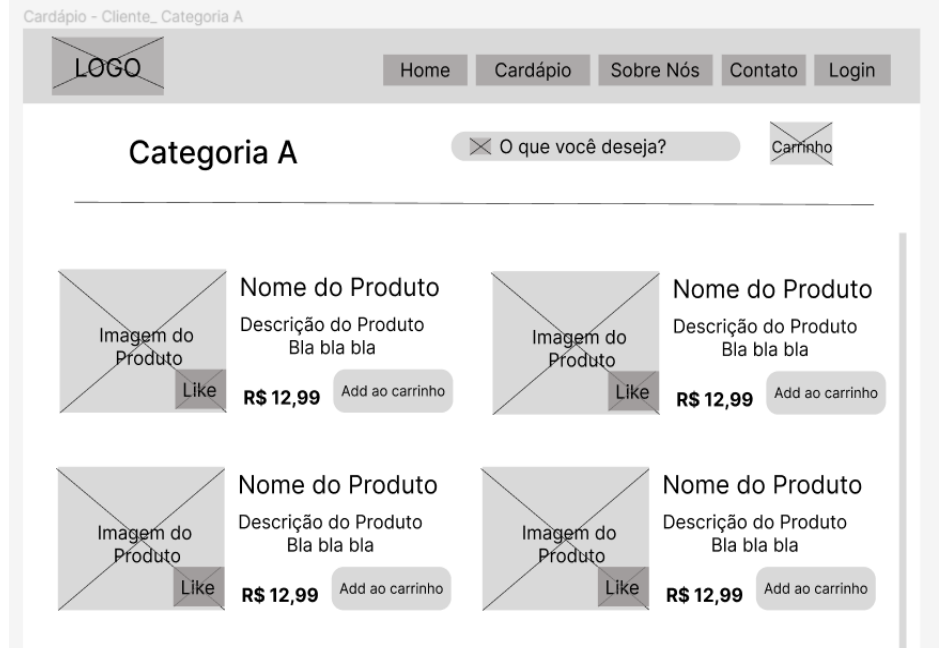 Cardápio - Cliente_ Categoria A
LOGO
Home
Cardápio
Sobre Nós
Contato
Login
Categoria A
O que você deseja?
Carrinho
Nome do Produto
Descrição do Produto
Bla bla bla
Imagem do
Produto
Like
R$ 12,99
Add ao carrinho
Nome do Produto
Descrição do Produto
Bla bla bla
Imagem do
Produto
Like
R$ 12,99
Add ao carrinho
Nome do Produto
Descrição do Produto
Bla bla bla
Imagem do
Produto
Like
R$ 12,99
Add ao carrinho
Nome do Produto
Descrição do Produto
Bla bla bla
Imagem do
Produto
Like
R$ 12,99
Add ao carrinho